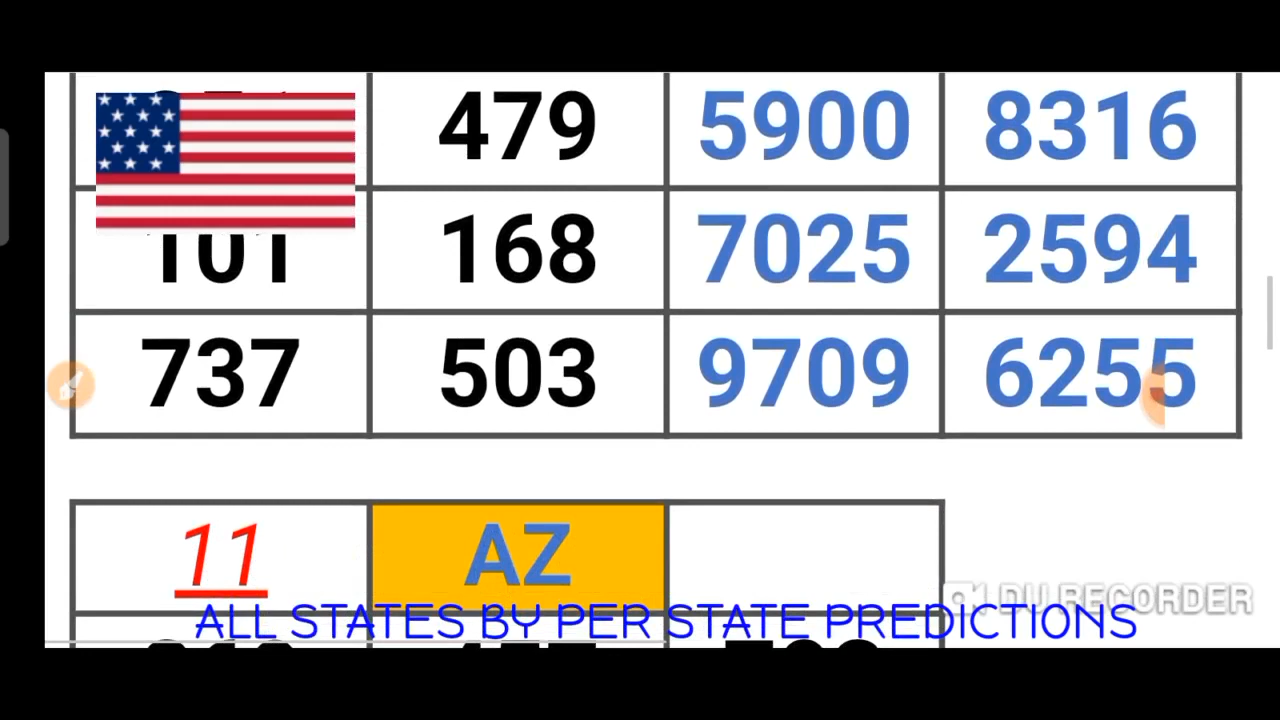 479 5900 8316
101 168 7025 2594
737 503 9709 6255
11 AZ
DU RECORDER
ALL STATES BY PER STATE PREDICTIONS